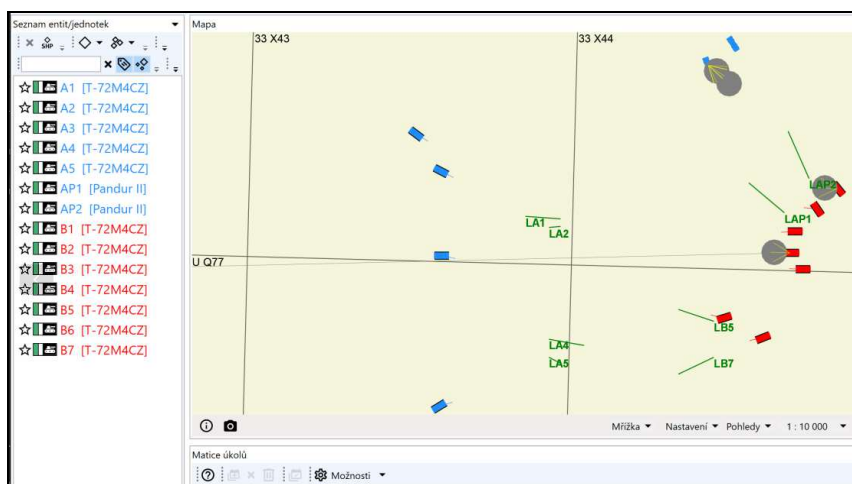 Seznam entit/jednotek
SHP
A1 [T-72M4CZ]
A2 [T-72M4CZ]
A3 [T-72M4CZ]
A4 [T-72M4CZ]
A5 [T-72M4CZ]
AP1 [Pandur II]
AP2 [Pandur II]
B1 [T-72M4CZ]
B2 [T-72M4CZ]
B3 [T-72M4CZ]
B4 [T-72M4CZ]
B5 [T-72M4CZ]
B6 [T-72M4CZ]
B7 [T-72M4CZ]
Mapa
33 X43
33 X44
LAP2
LAP1
LA1
LA2
U Q77
LB5
LA4
LA5
LB7
Mřížka
Nastavení
Pohledy
1 : 10 000
Matice úkolů
Možnosti